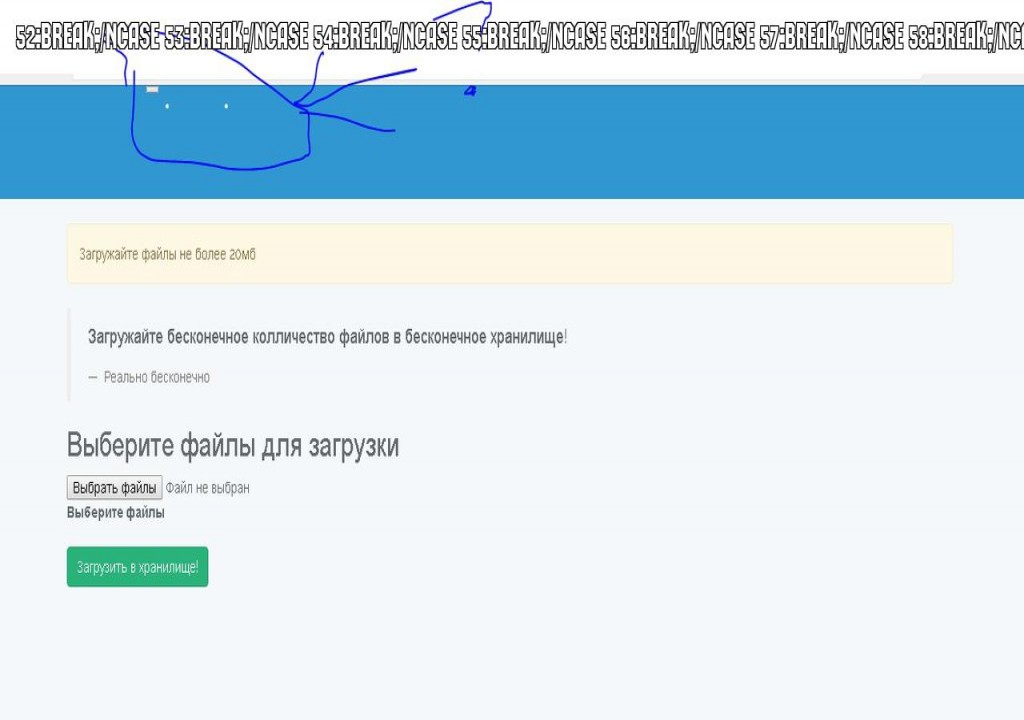 52:BREAK;/NCASE 53:BREAK;/NCASE 54:BREAK;/NCASE 55:BREAK;/NCASE 56:BREAK;/NCASE 57:BREAK;/NCASE 58:BREAK;/NC
4
Загружайте файлы не более 20мб
Загружайте бесконечное колличество файлов в бесконечное хранилище!
— Реально бесконечно
Выберите файлы для загрузки
Выбрать файлы Файл не выбран
Выберите файлы
Загрузить в хранилище!